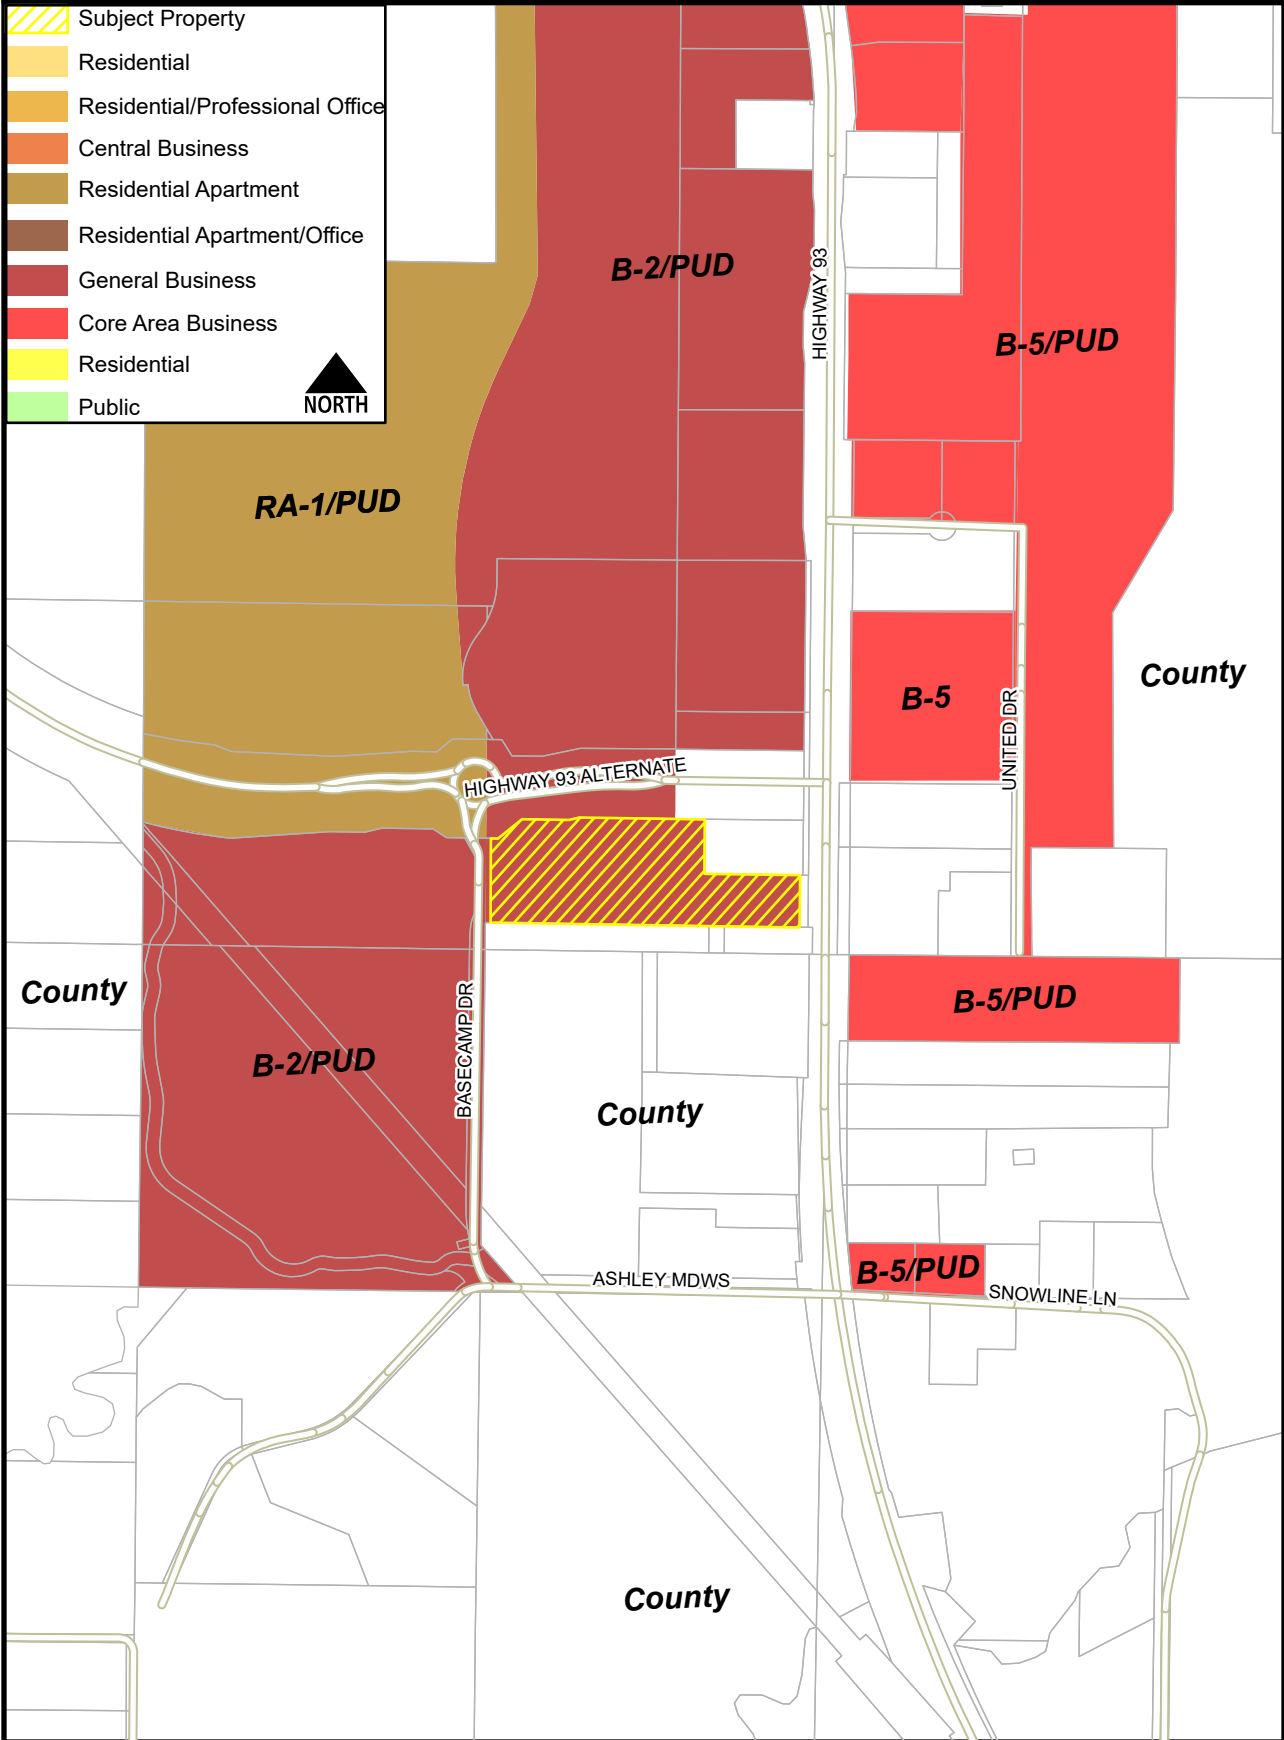 Subject Property
Residential
Residential/Professional Office
Central Business
Residential Apartment
Residential Apartment/Office
General Business
Core Area Business
Residential
Public
NORTH
B-2/PUD
HIGHWAY 93
B-5/PUD
RA-1/PUD
County
B-5
UNITED DR
HIGHWAY 93 ALTERNATE
County
B-5/PUD
BASECAMP DR
B-2/PUD
County
B-5/PUD
ASHLEY MDWS
SNOWLINE LN
County